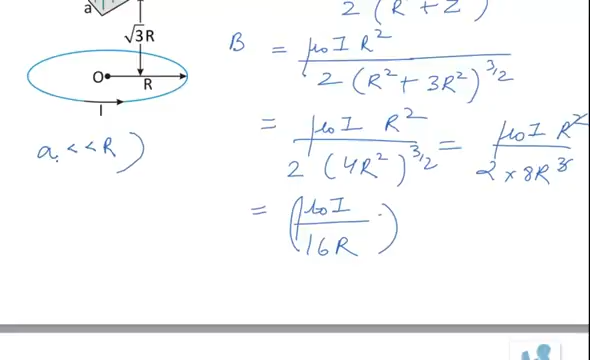 2 (R² + Z²)
a
√3R
O
R
I
a << R )
B = μ₀ I R² / 2 (R² + 3R²)^3/2
= μ₀ I R² / 2 (4R²)^3/2 = μ₀ I R² / 2 × 8R³
= ( μ₀ I / 16R )